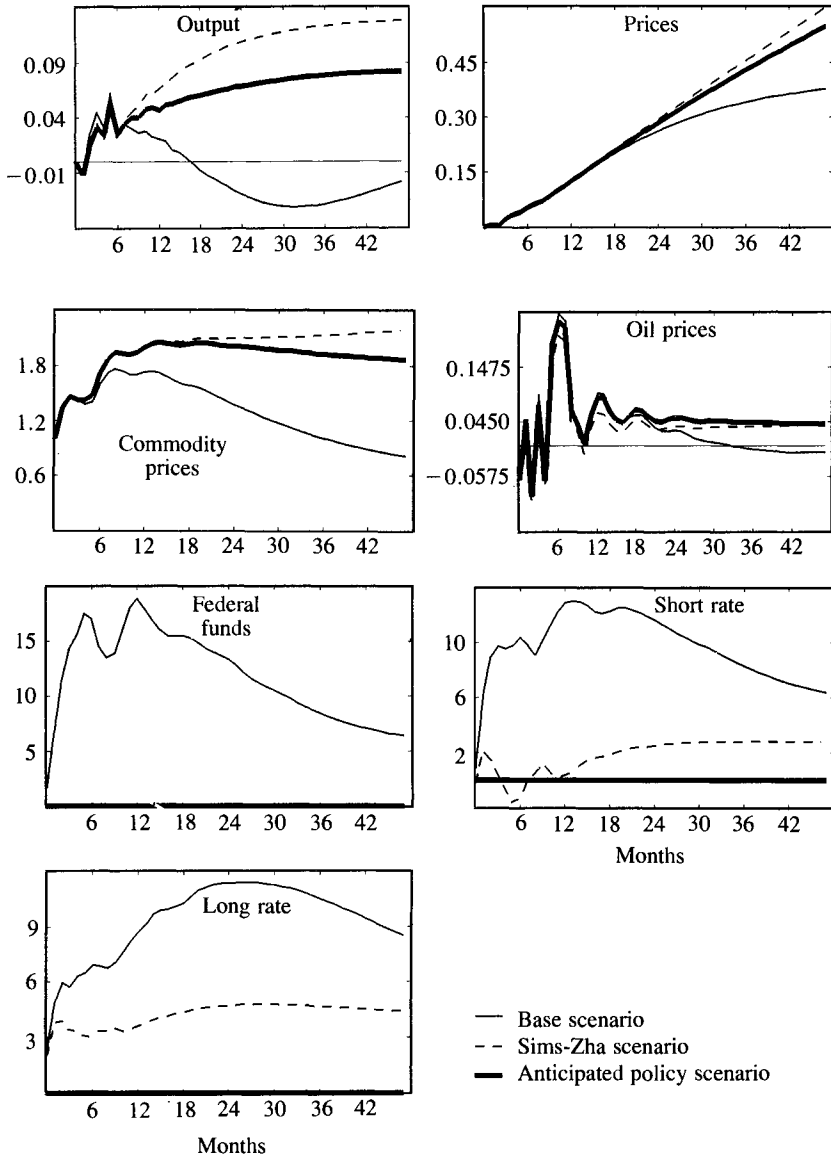 Output
0.09
0.04
−0.01
6 12 18 24 30 36 42
Prices
0.45
0.30
0.15
6 12 18 24 30 36 42
1.8
1.2
0.6
Commodity
prices
6 12 18 24 30 36 42
Oil prices
0.1475
0.0450
−0.0575
6 12 18 24 30 36 42
Federal
funds
15
10
5
6 12 18 24 30 36 42
Short rate
10
6
2
6 12 18 24 30 36 42
Months
Long rate
9
6
3
6 12 18 24 30 36 42
Months
Base scenario
Sims-Zha scenario
Anticipated policy scenario